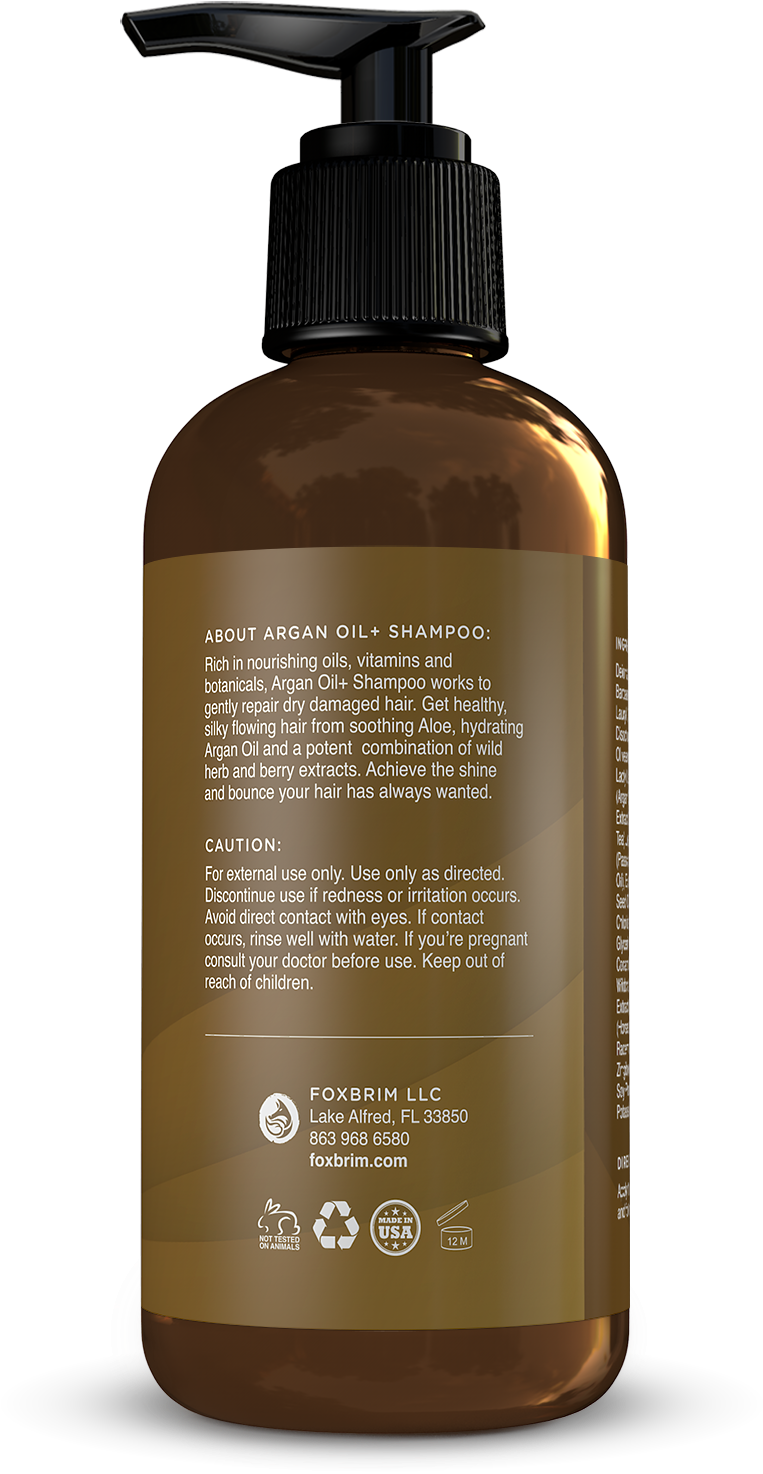 ABOUT ARGAN OIL+ SHAMPOO:
Rich in nourishing oils, vitamins and
botanicals, Argan Oil+ Shampoo works to
gently repair dry damaged hair. Get healthy,
silky flowing hair from soothing Aloe, hydrating
Argan Oil and a potent combination of wild
herb and berry extracts. Achieve the shine
and bounce your hair has always wanted.
CAUTION:
For external use only. Use only as directed.
Discontinue use if redness or irritation occurs.
Avoid direct contact with eyes. If contact
occurs, rinse well with water. If you're pregnant
consult your doctor before use. Keep out of
reach of children.
FOXBRIM LLC
Lake Alfred, FL 33850
863 968 6580
foxbrim.com
NOT TESTED
ON ANIMALS
MADE IN
USA
12 M